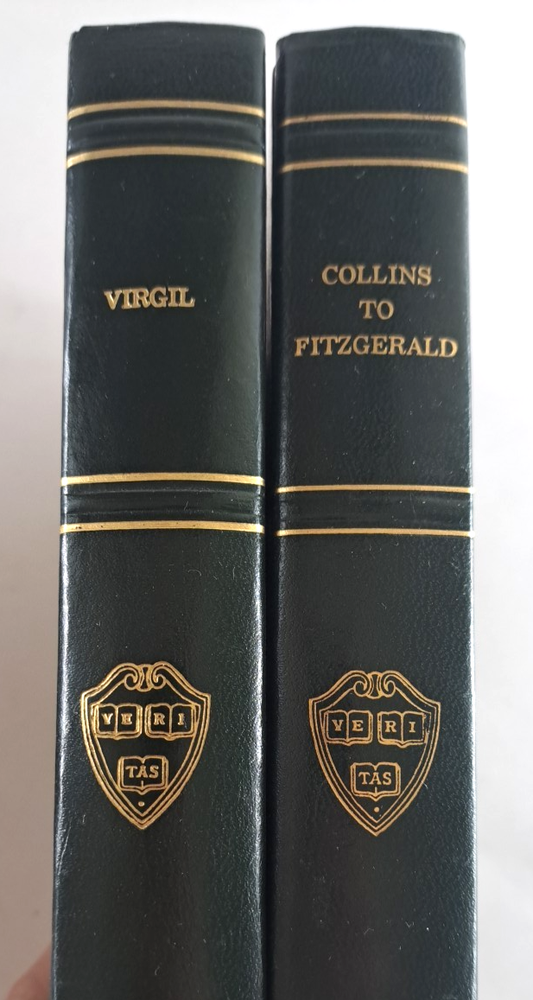 VIRGIL
VE RI
TAS
COLLINS
TO
FITZGERALD
VE RI
TAS